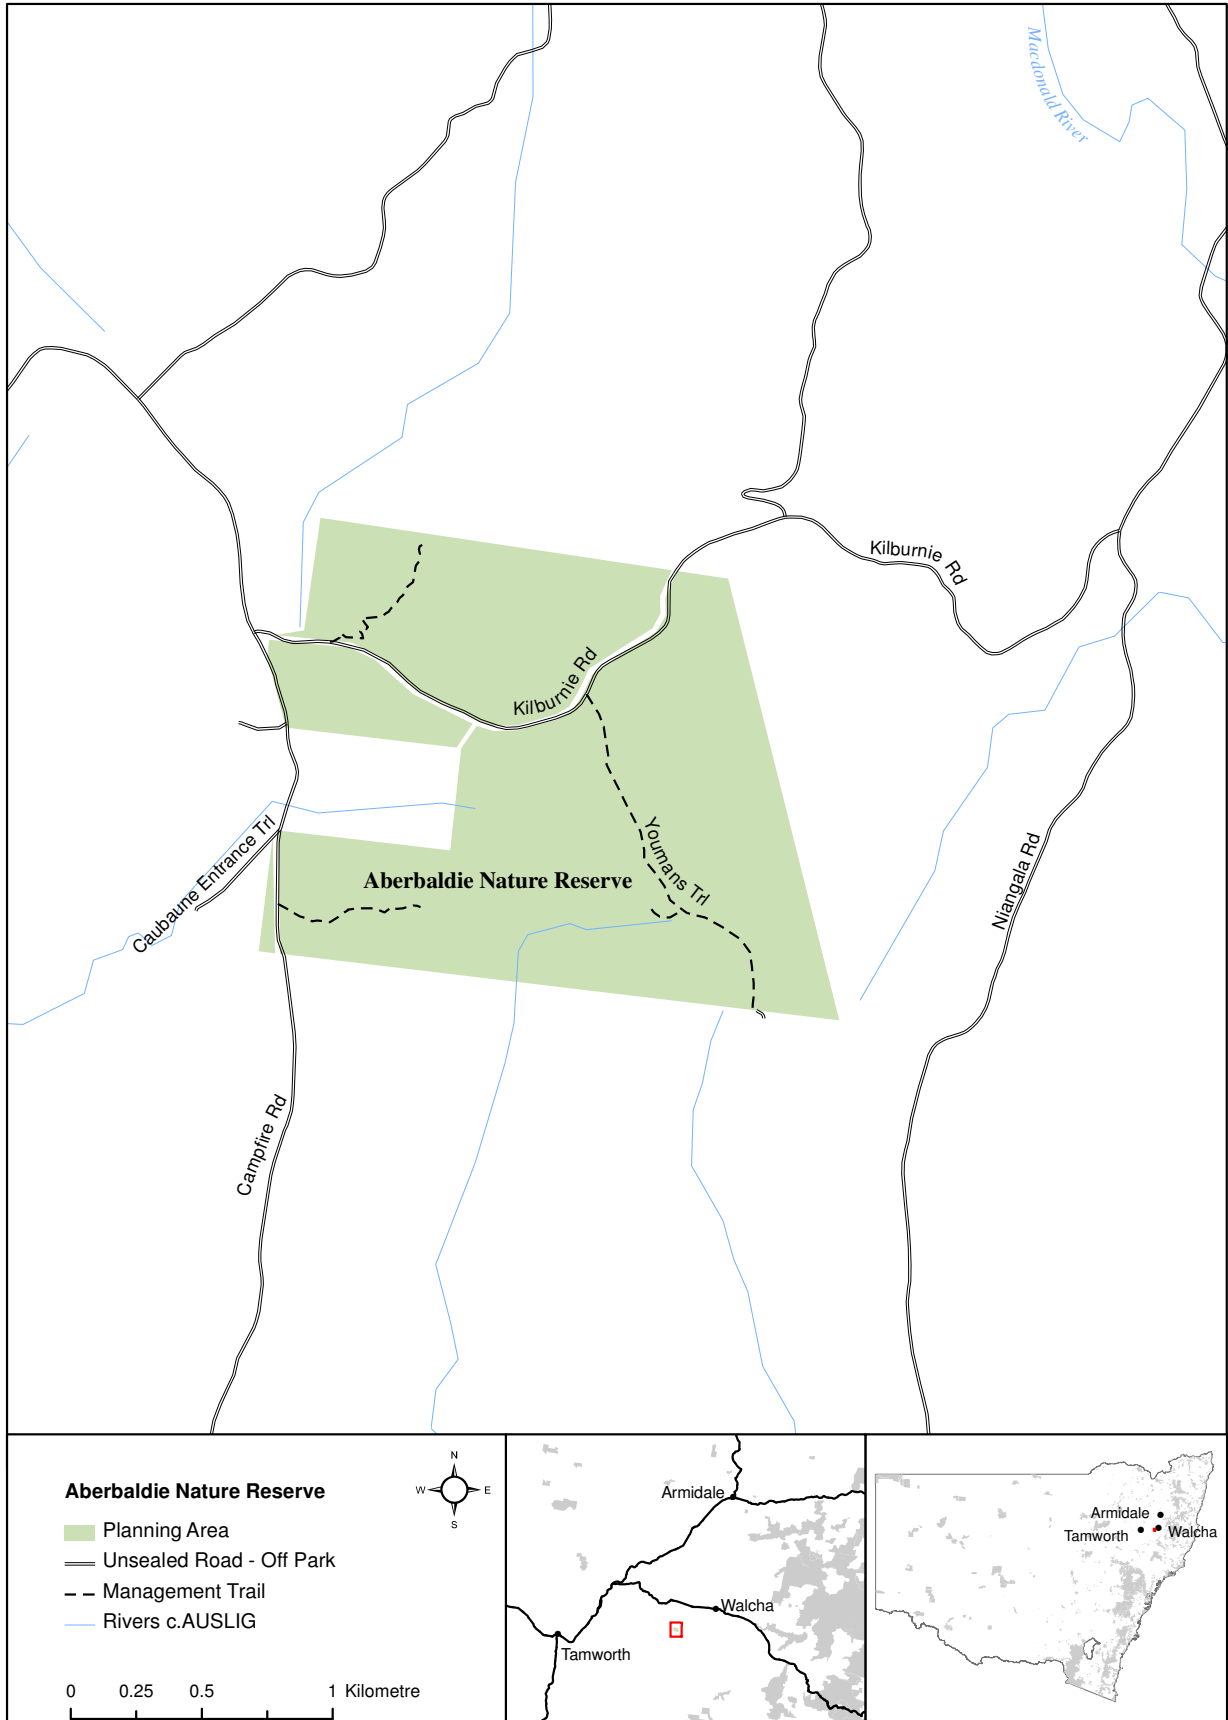 Macdonald River
Kilburnie Rd
Kilburnie Rd
Youmans Trl
Caubaune Entrance Trl
Aberbaldie Nature Reserve
Niangala Rd
Campfire Rd
Aberbaldie Nature Reserve
N
W
E
S
Planning Area
Unsealed Road - Off Park
Management Trail
Rivers c.AUSLIG
0 0.25 0.5 1 Kilometre
Armidale
Walcha
Tamworth
Armidale
Tamworth
Walcha